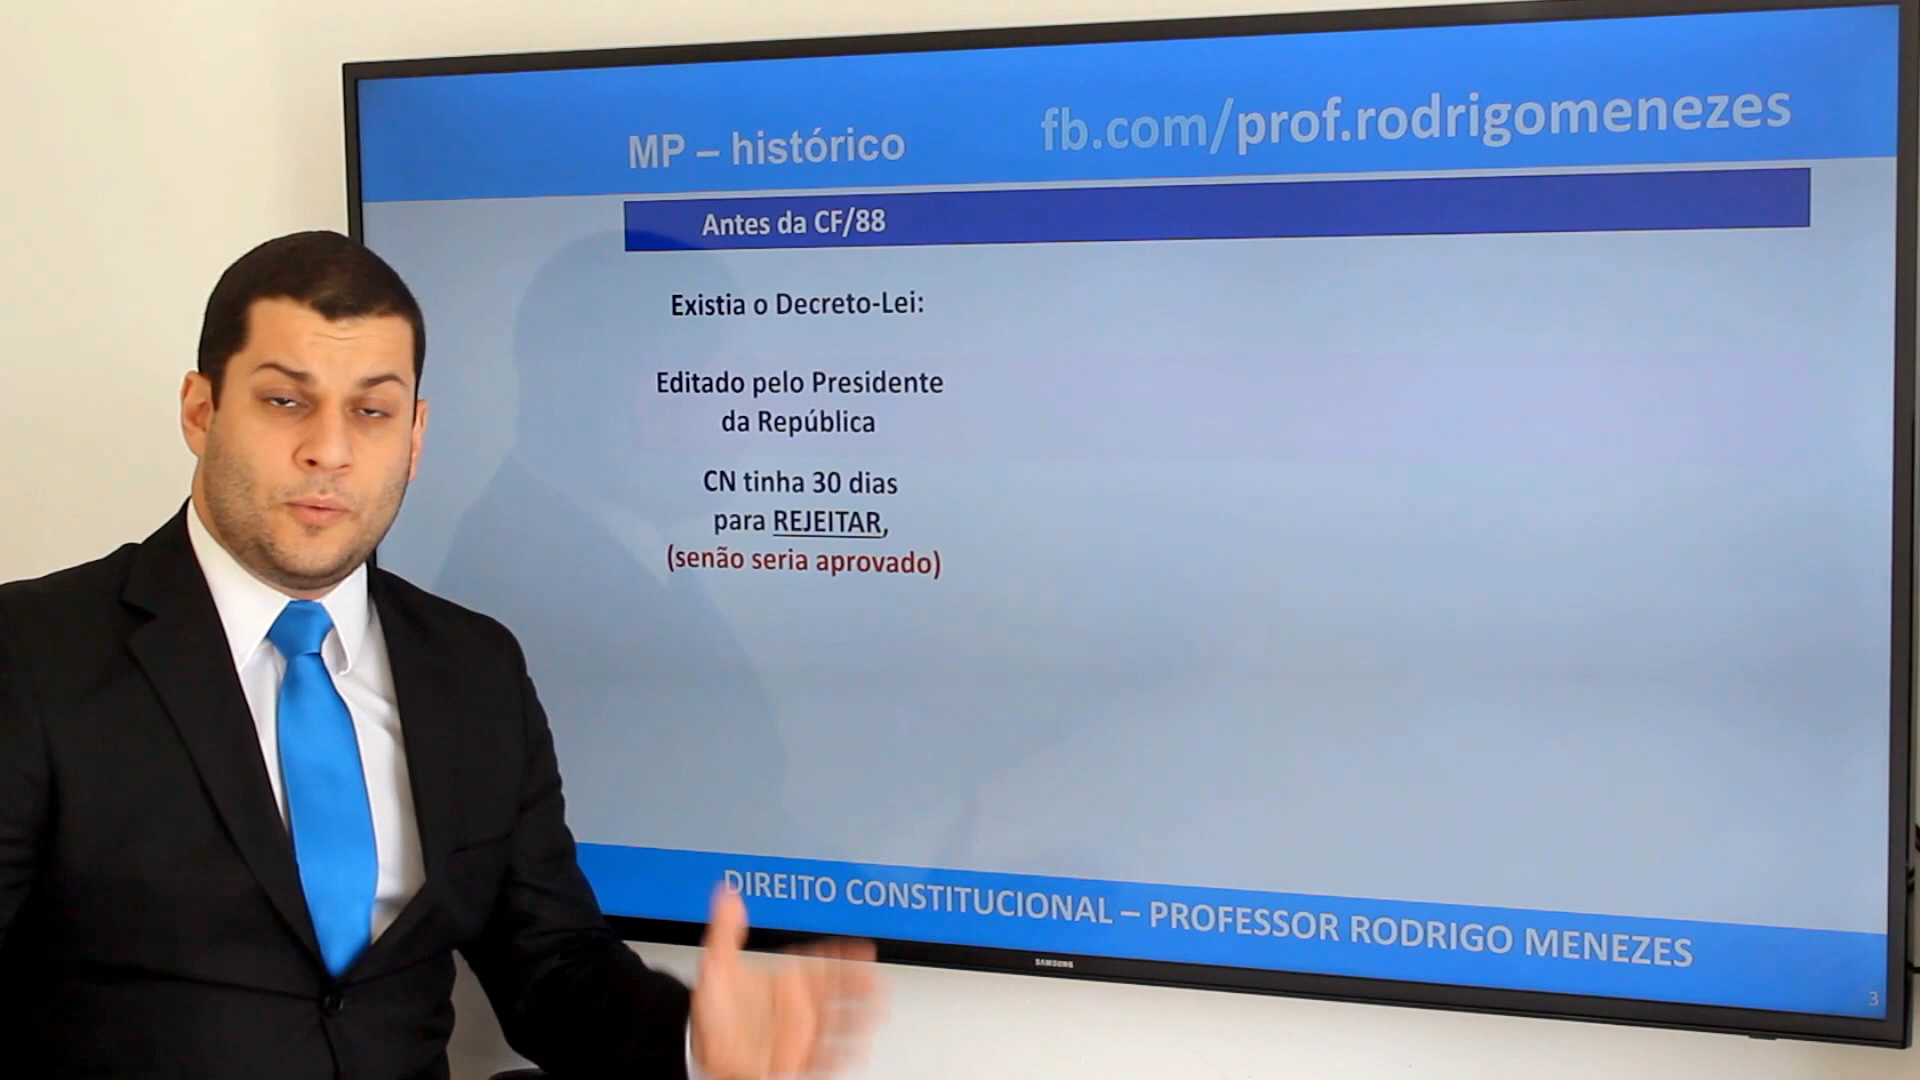 MP – histórico
fb.com/prof.rodrigomenezes
Antes da CF/88
Existia o Decreto-Lei:
Editado pelo Presidente
da República
CN tinha 30 dias
para REJEITAR,
(senão seria aprovado)
DIREITO CONSTITUCIONAL – PROFESSOR RODRIGO MENEZES
SAMSUNG
3